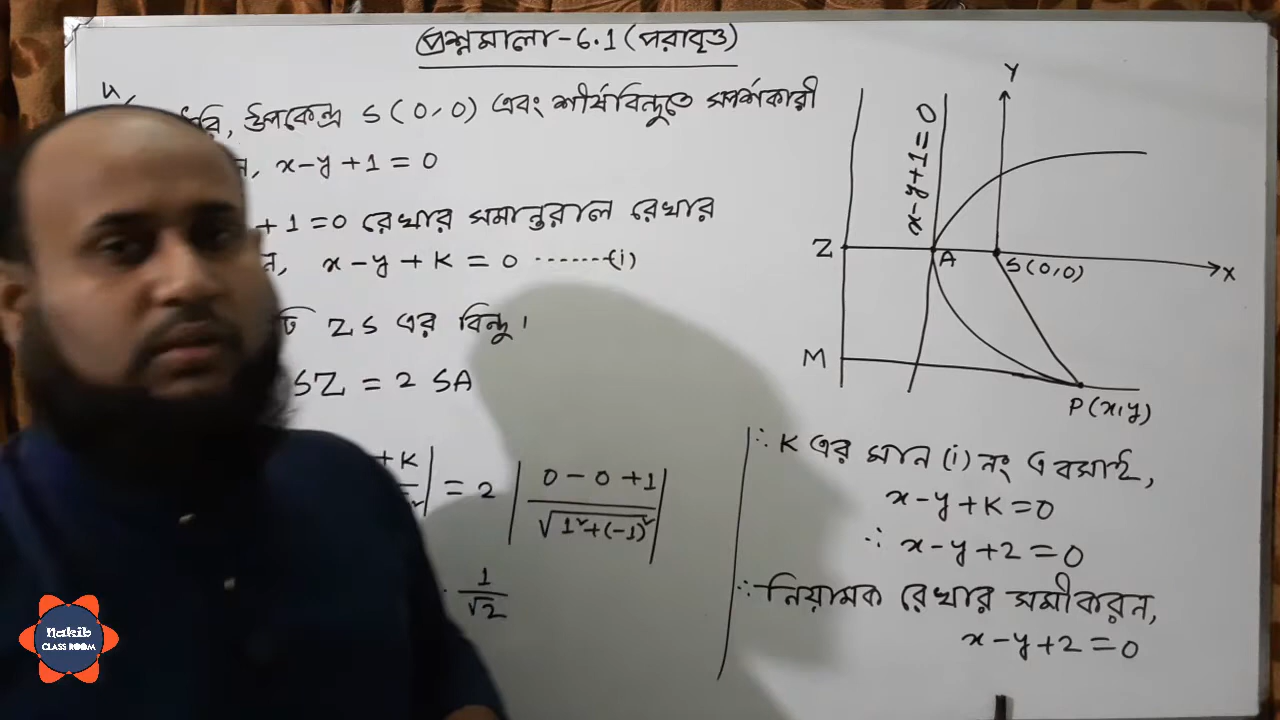 প্রশ্নমালা-6.1 (পরাবৃত্ত)
উপকেন্দ্র S(0,0) এবং শীর্ষবিন্দুতে স্পর্শকারী
x-y+1=0
+1=0 রেখার সমান্তরাল রেখার
x-y+K=0 .......(i)
ZS এর বিন্দু।
SZ = 2 SA
+K| = 2 |0-0+1 / √1²+(-1)²|
1/√2
Y
x-y+1=0
Z
A
S(0,0)
X
M
P(x,y)
∴ K এর মান (i) নং এ বসাই,
x-y+K=0
∴ x-y+2=0
∴ নিয়ামক রেখার সমীকরন,
x-y+2=0
Nakib
CLASS ROOM